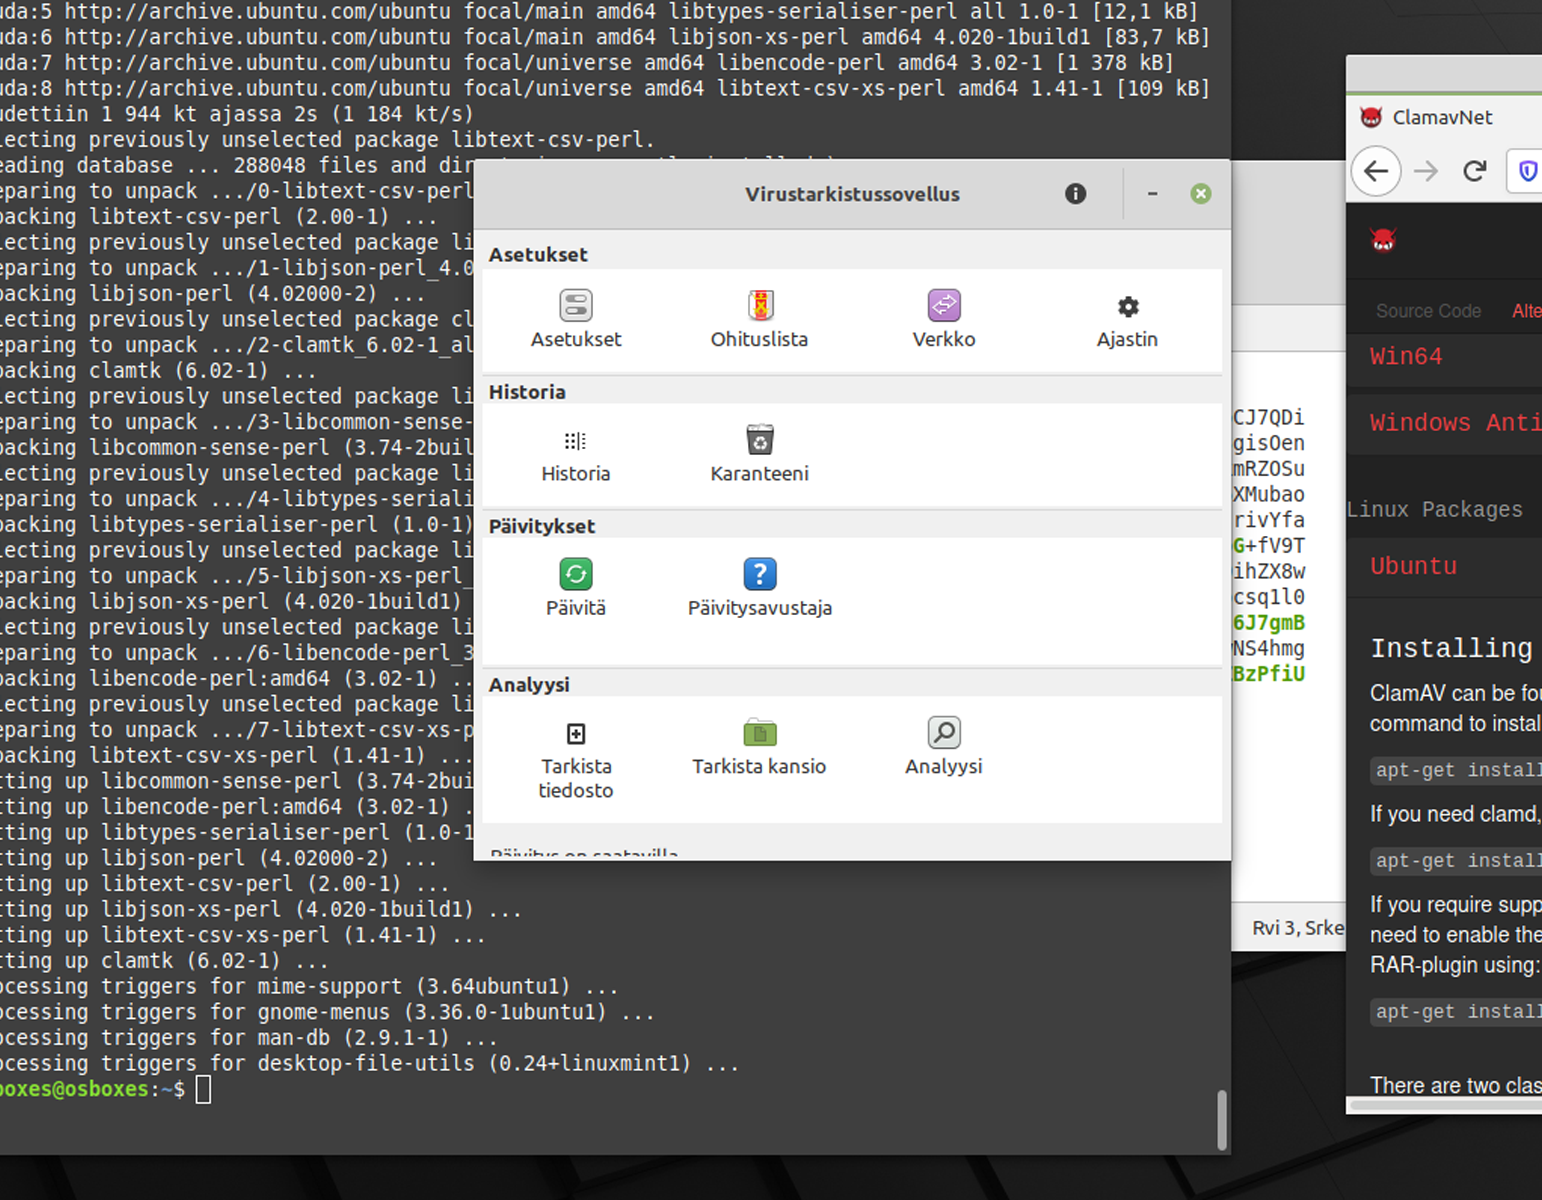 uda:5 http://archive.ubuntu.com/ubuntu focal/main amd64 libtypes-serialiser-perl all 1.0-1 [12,1 kB]
uda:6 http://archive.ubuntu.com/ubuntu focal/main amd64 libjson-xs-perl amd64 4.020-1build1 [83,7 kB]
uda:7 http://archive.ubuntu.com/ubuntu focal/universe amd64 libencode-perl amd64 3.02-1 [1 378 kB]
uda:8 http://archive.ubuntu.com/ubuntu focal/universe amd64 libtext-csv-xs-perl amd64 1.41-1 [109 kB]
udettiin 1 944 kt ajassa 2s (1 184 kt/s)
lecting previously unselected package libtext-csv-perl.
eading database ... 288048 files and dir
eparing to unpack .../0-libtext-csv-perl
packing libtext-csv-perl (2.00-1) ...
lecting previously unselected package li
eparing to unpack .../1-libjson-perl_4.0
packing libjson-perl (4.02000-2) ...
lecting previously unselected package cl
eparing to unpack .../2-clamtk_6.02-1_al
packing clamtk (6.02-1) ...
lecting previously unselected package li
eparing to unpack .../3-libcommon-sense-
packing libcommon-sense-perl (3.74-2buil
lecting previously unselected package li
eparing to unpack .../4-libtypes-seriali
packing libtypes-serialiser-perl (1.0-1)
lecting previously unselected package li
eparing to unpack .../5-libjson-xs-perl_
packing libjson-xs-perl (4.020-1build1)
lecting previously unselected package li
eparing to unpack .../6-libencode-perl_3
packing libencode-perl:amd64 (3.02-1) ..
lecting previously unselected package li
eparing to unpack .../7-libtext-csv-xs-p
packing libtext-csv-xs-perl (1.41-1) ...
tting up libcommon-sense-perl (3.74-2bui
tting up libencode-perl:amd64 (3.02-1) .
tting up libtypes-serialiser-perl (1.0-1
tting up libjson-perl (4.02000-2) ...
tting up libtext-csv-perl (2.00-1) ...
tting up libjson-xs-perl (4.020-1build1) ...
tting up libtext-csv-xs-perl (1.41-1) ...
tting up clamtk (6.02-1) ...
ocessing triggers for mime-support (3.64ubuntu1) ...
ocessing triggers for gnome-menus (3.36.0-1ubuntu1) ...
ocessing triggers for man-db (2.9.1-1) ...
ocessing triggers for desktop-file-utils (0.24+linuxmint1) ...
boxes@osboxes:~$
Virustarkistussovellus
Asetukset
Asetukset
Ohituslista
Verkko
Ajastin
Historia
Historia
Karanteeni
Päivitykset
Päivitä
Päivitysavustaja
Analyysi
Tarkista
tiedosto
Tarkista kansio
Analyysi
Päivitys on saatavilla
CJ7QDi
gisOen
mRZOSu
XMubao
rivYfa
G+fV9T
ihZX8w
csq1l0
6J7gmB
NS4hmg
BzPfiU
Rvi 3, Srke
ClamavNet
Source Code Alte
Win64
Windows Anti
Linux Packages
Ubuntu
Installing
ClamAV can be fou
command to instal
apt-get install
If you need clamd,
apt-get install
If you require supp
need to enable the
RAR-plugin using:
apt-get install
There are two clas